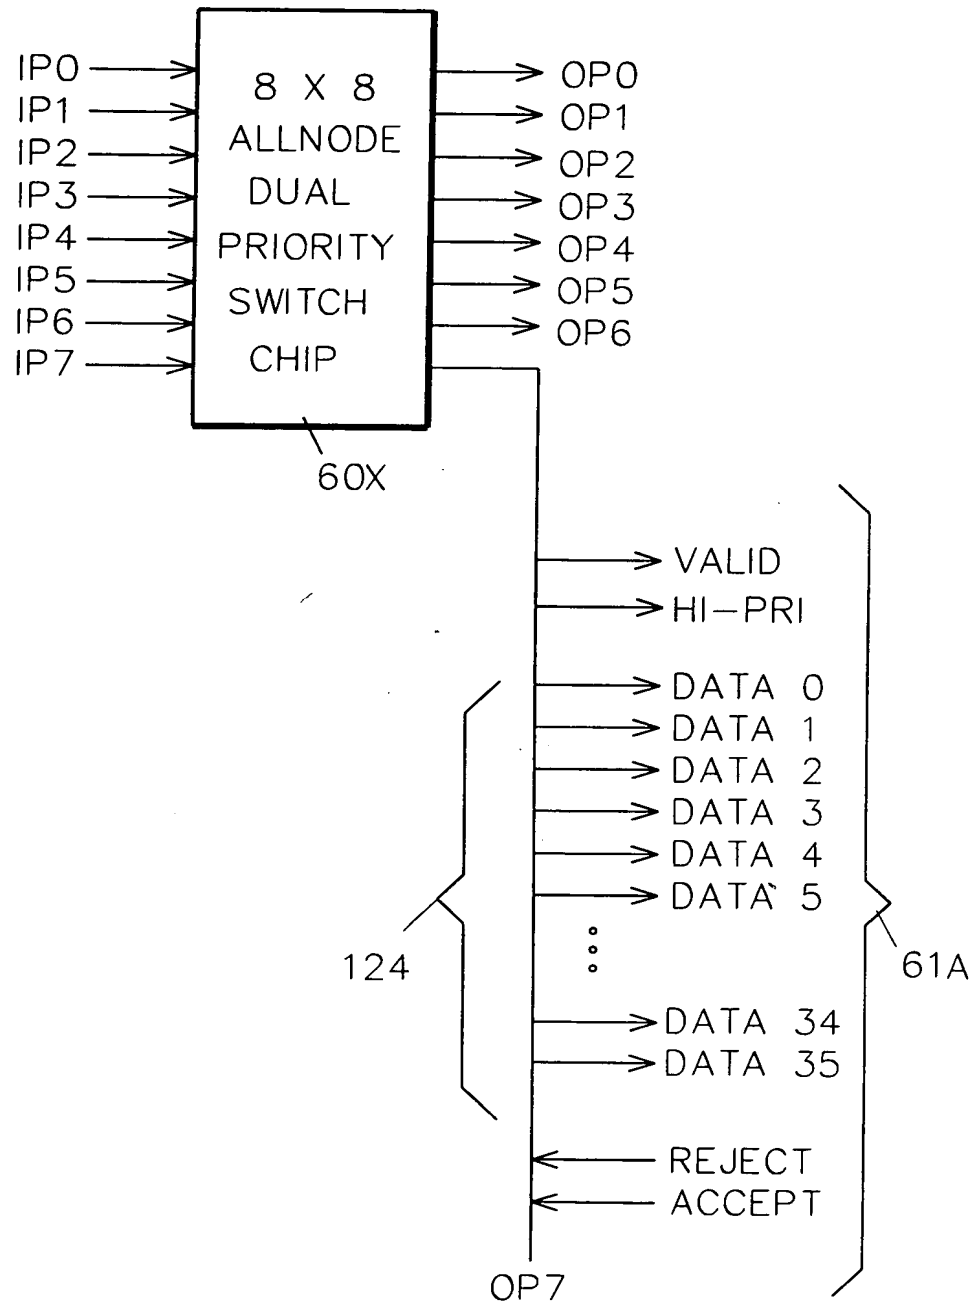 IP0
IP1
IP2
IP3
IP4
IP5
IP6
IP7
8 X 8
ALLNODE
DUAL
PRIORITY
SWITCH
CHIP
OP0
OP1
OP2
OP3
OP4
OP5
OP6
60X
VALID
HI-PRI
DATA 0
DATA 1
DATA 2
DATA 3
DATA 4
DATA 5
DATA 34
DATA 35
124
61A
REJECT
ACCEPT
OP7